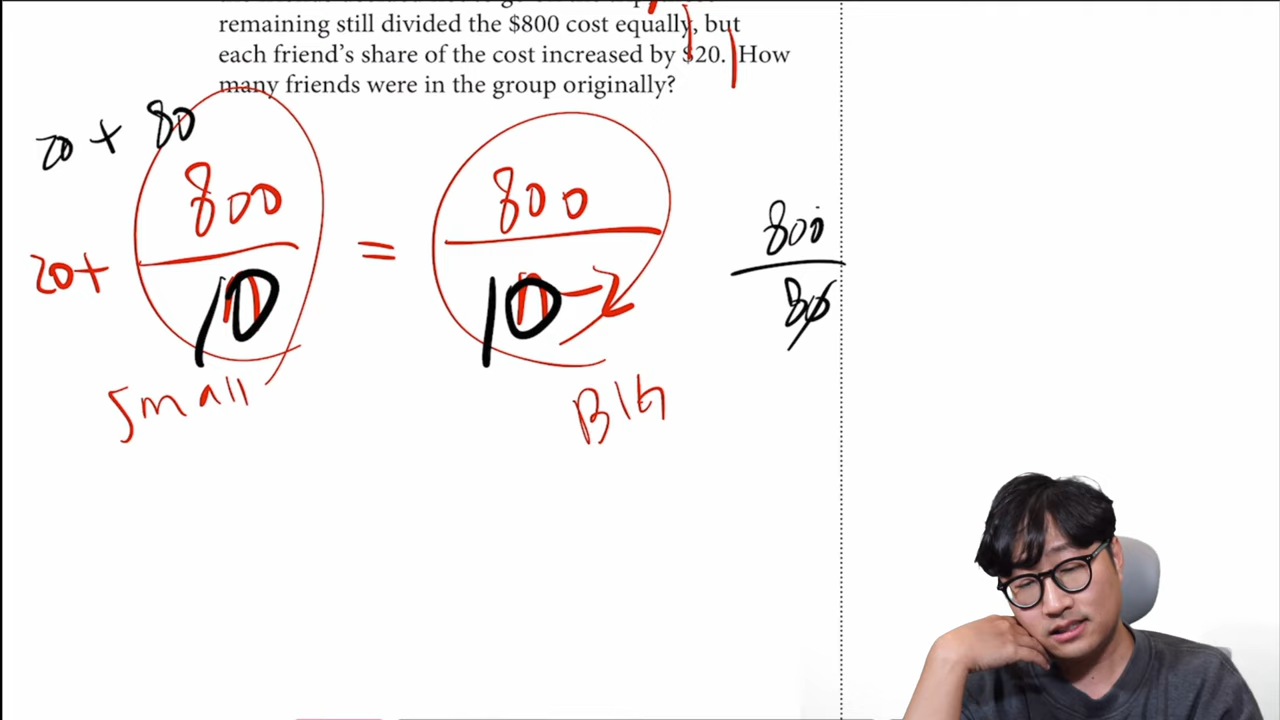 remaining still divided the $800 cost equally, but
each friend's share of the cost increased by $20. How
many friends were in the group originally?
20 + 80
20+ 800/10 = 800/10-2
800/80
Small
BIG